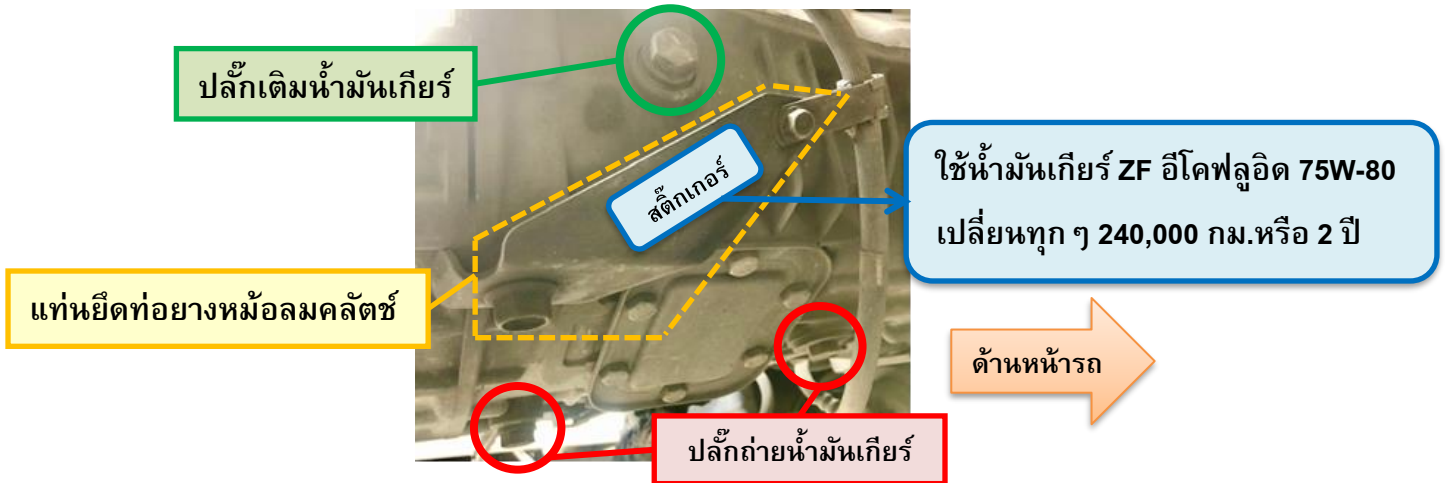 ปลั๊กเติมน้ำมันเกียร์
สติ๊กเกอร์
ใช้น้ำมันเกียร์ ZF อีโคฟลูอิด 75W-80
เปลี่ยนทุก ๆ 240,000 กม.หรือ 2 ปี
แท่นยึดท่อยางหม้อลมคลัตช์
ด้านหน้ารถ
ปลั๊กถ่ายน้ำมันเกียร์